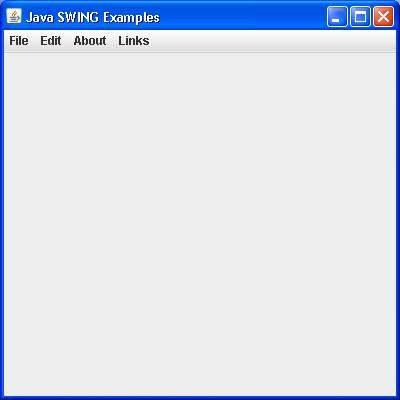 Java SWING Examples
File Edit About Links